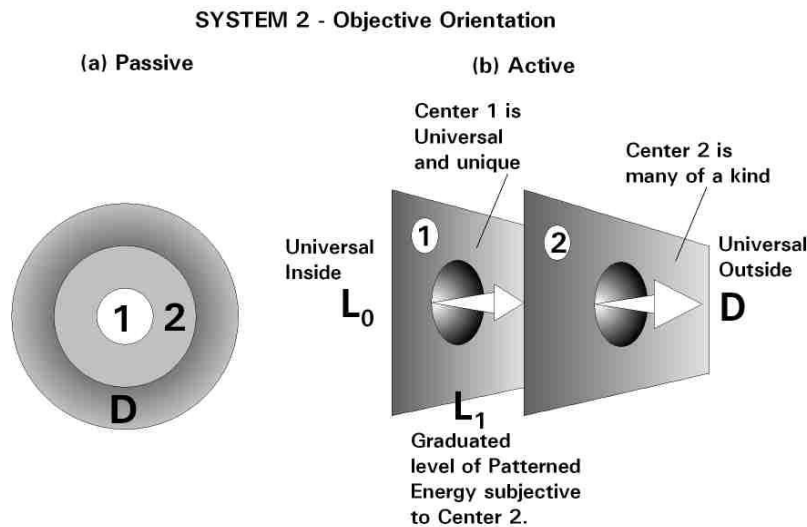 SYSTEM 2 - Objective Orientation
(a) Passive
(b) Active
Center 1 is
Universal
and unique
Center 2 is
many of a kind
1
2
D
Universal
Inside
L0
1
2
Universal
Outside
D
L1
Graduated
level of Patterned
Energy subjective
to Center 2.